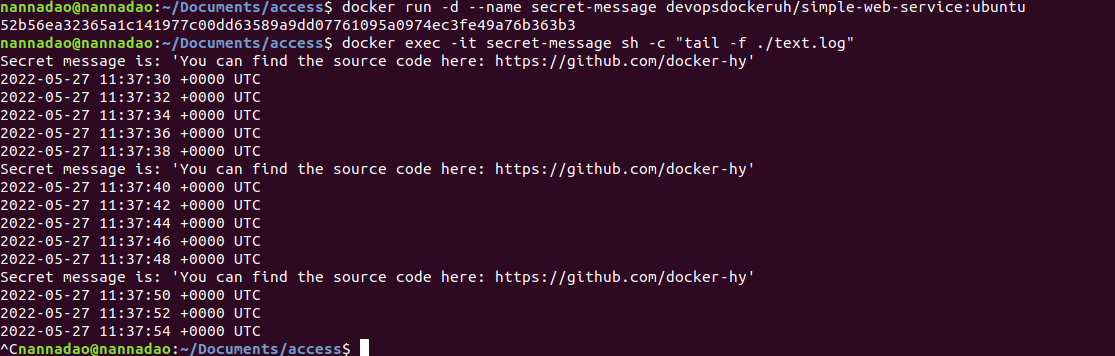 nannadao@nannadao:~/Documents/access$ docker run -d --name secret-message devopsdockeruh/simple-web-service:ubuntu
52b56ea32365a1c141977c00dd63589a9dd07761095a0974ec3fe49a76b363b3
nannadao@nannadao:~/Documents/access$ docker exec -it secret-message sh -c "tail -f ./text.log"
Secret message is: 'You can find the source code here: https://github.com/docker-hy'
2022-05-27 11:37:30 +0000 UTC
2022-05-27 11:37:32 +0000 UTC
2022-05-27 11:37:34 +0000 UTC
2022-05-27 11:37:36 +0000 UTC
2022-05-27 11:37:38 +0000 UTC
Secret message is: 'You can find the source code here: https://github.com/docker-hy'
2022-05-27 11:37:40 +0000 UTC
2022-05-27 11:37:42 +0000 UTC
2022-05-27 11:37:44 +0000 UTC
2022-05-27 11:37:46 +0000 UTC
2022-05-27 11:37:48 +0000 UTC
Secret message is: 'You can find the source code here: https://github.com/docker-hy'
2022-05-27 11:37:50 +0000 UTC
2022-05-27 11:37:52 +0000 UTC
2022-05-27 11:37:54 +0000 UTC
^Cnannadao@nannadao:~/Documents/access$